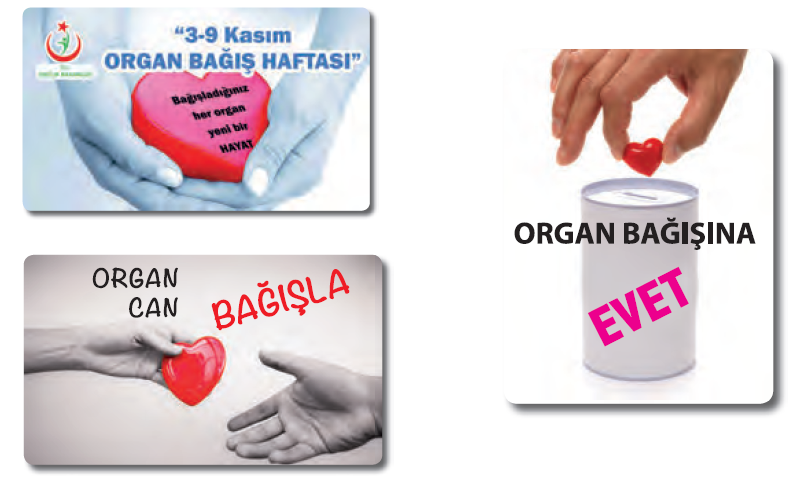 "3-9 Kasım
ORGAN BAĞIŞ HAFTASI"
Bağışladığınız
her organ
yeni bir
HAYAT
ORGAN BAĞIŞINA
EVET
ORGAN
CAN
BAĞIŞLA